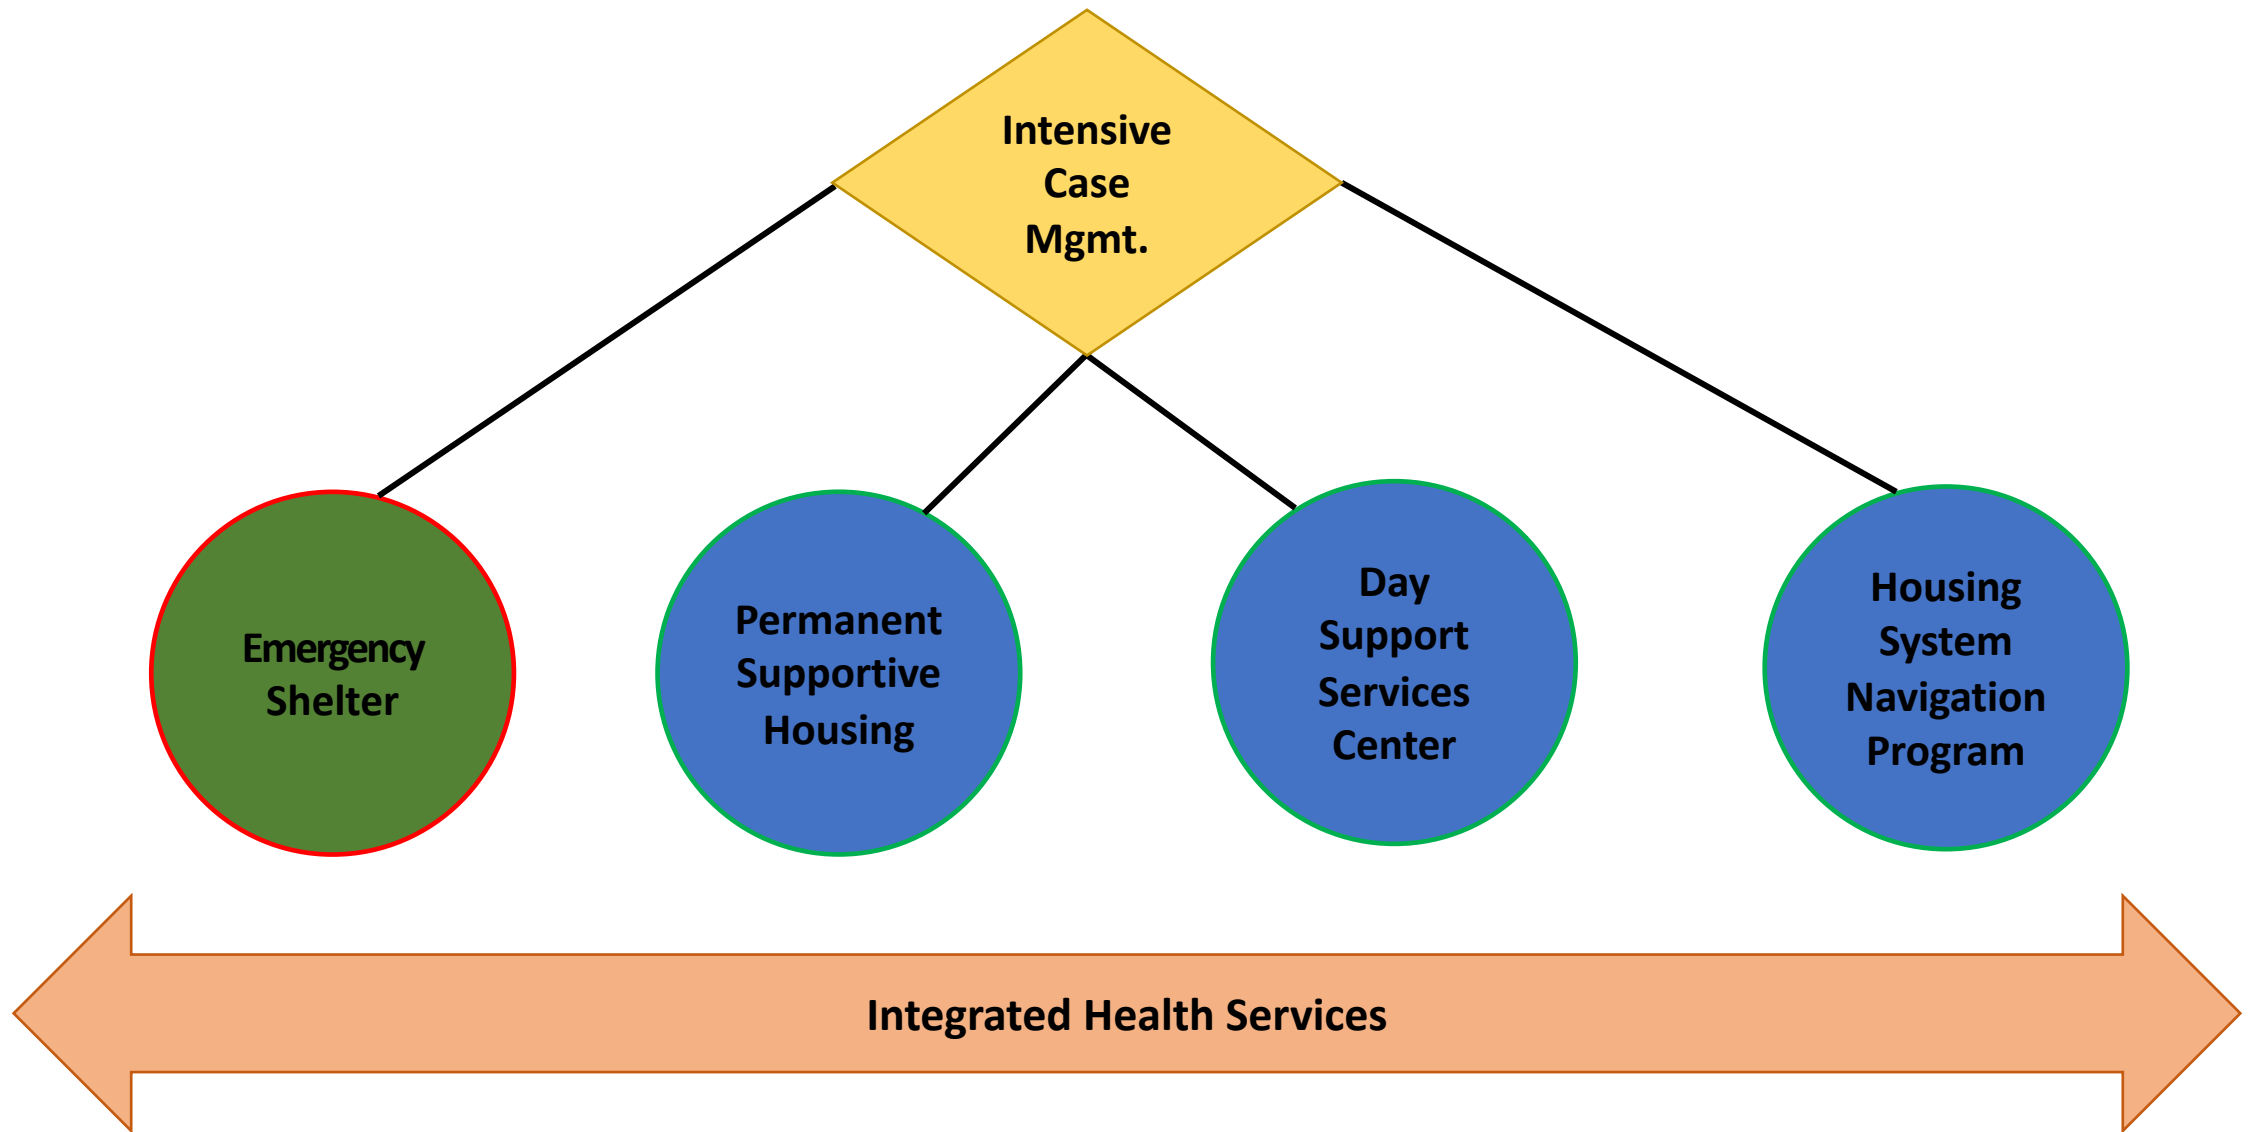 Intensive
Case
Mgmt.
Emergency
Shelter
Permanent
Supportive
Housing
Day
Support
Services
Center
Housing
System
Navigation
Program
Integrated Health Services